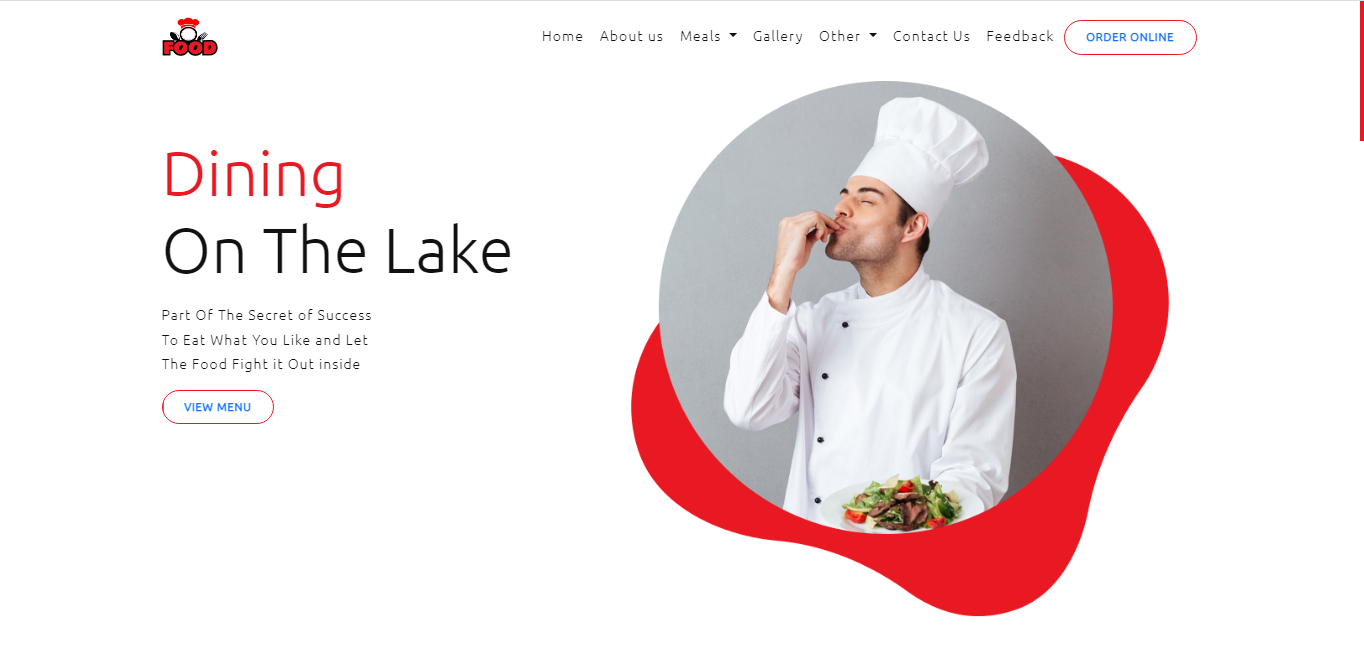 FOOD
Home About us Meals Gallery Other Contact Us Feedback ORDER ONLINE
Dining
On The Lake
Part Of The Secret of Success
To Eat What You Like and Let
The Food Fight it Out inside
VIEW MENU